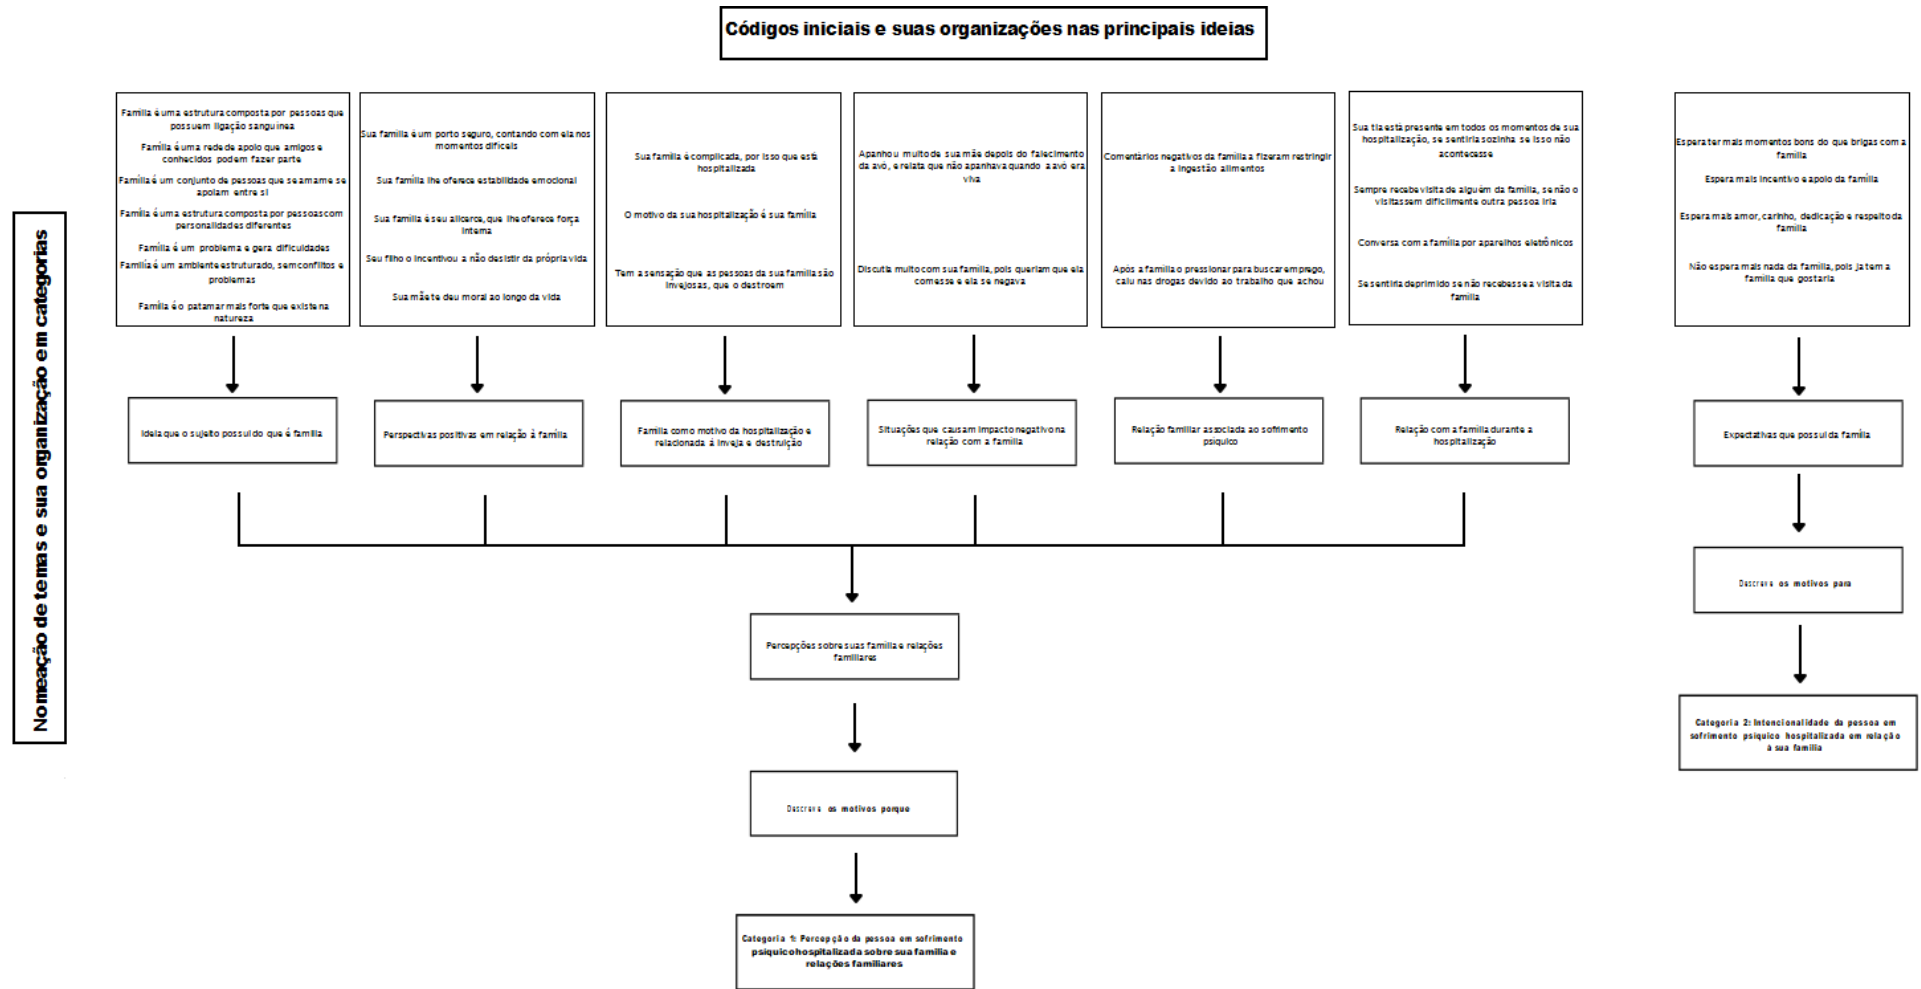 Códigos iniciais e suas organizações nas principais ideias
Nomeação de temas e sua organização em categorias
Família é uma estrutura composta por pessoas que
possuem ligação sanguínea
Família é uma rede de apoio que amigos e
conhecidos podem fazer parte
Família é um conjunto de pessoas que se amam e se
apoiam entre si
Família é uma estrutura composta por pessoas com
personalidades diferentes
Família é um problema e gera dificuldades
Família é um ambiente estruturado, sem conflitos e
problemas
Família é o patamar mais forte que existe na
natureza
Sua família é um porto seguro, contando com ela nos
momentos difíceis
Sua família lhe oferece estabilidade emocional
Sua família é seu alicerce, que lhe oferece força
interna
Seu filho o incentivou a não desistir da própria vida
Sua mãe te deu moral ao longo da vida
Sua família é complicada, por isso que está
hospitalizada
O motivo da sua hospitalização é sua família
Tem a sensação que as pessoas da sua família são
invejosas, que o destroem
Apanhou muito de sua mãe depois do falecimento
da avó, e relata que não apanhava quando a avó era
viva
Discutia muito com sua família, pois queriam que ela
comesse e ela se negava
Comentários negativos da família a fizeram restringir
a ingestão alimentos
Após a família o pressionar para buscar emprego,
caiu nas drogas devido ao trabalho que achou
Sua tia está presente em todos os momentos de sua
hospitalização, se sentiria sozinha se isso não
acontecesse
Sempre recebe visita de alguém da família, se não o
visitassem dificilmente outra pessoa iria
Conversa com a família por aparelhos eletrônicos
Se sentiria deprimido se não recebesse a visita da
família
Espera ter mais momentos bons do que brigas com a
família
Espera mais incentivo e apoio da família
Espera mais amor, carinho, dedicação e respeito da
família
Não espera mais nada da família, pois já tem a
família que gostaria
Ideia que o sujeito possui do que é família
Perspectivas positivas em relação à família
Família como motivo da hospitalização e
relacionada á inveja e destruição
Situações que causam impacto negativo na
relação com a família
Relação familiar associada ao sofrimento
psíquico
Relação com a família durante a
hospitalização
Expectativas que possui da família
Percepções sobre suas família e relações
familiares
Descreve os motivos para
Descreve os motivos porque
Categoria 2: Intencionalidade da pessoa em
sofrimento psíquico hospitalizada em relação
à sua família
Categoria 1: Percepção da pessoa em sofrimento
psíquico hospitalizada sobre sua família e
relações familiares